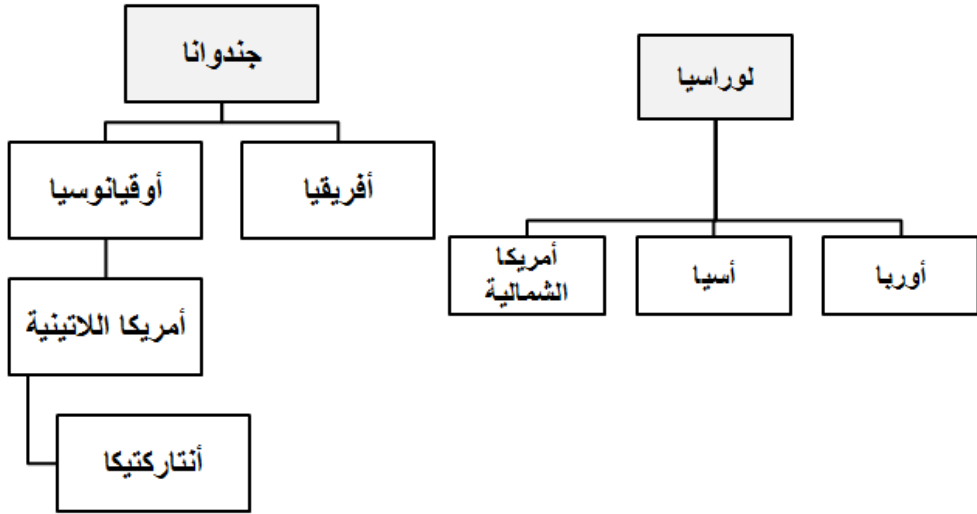 لوراسيا
أوربا
أسيا
أمريكا
الشمالية
جندوانا
أفريقيا
أوقيانوسيا
أمريكا اللاتينية
أنتاركتيكا